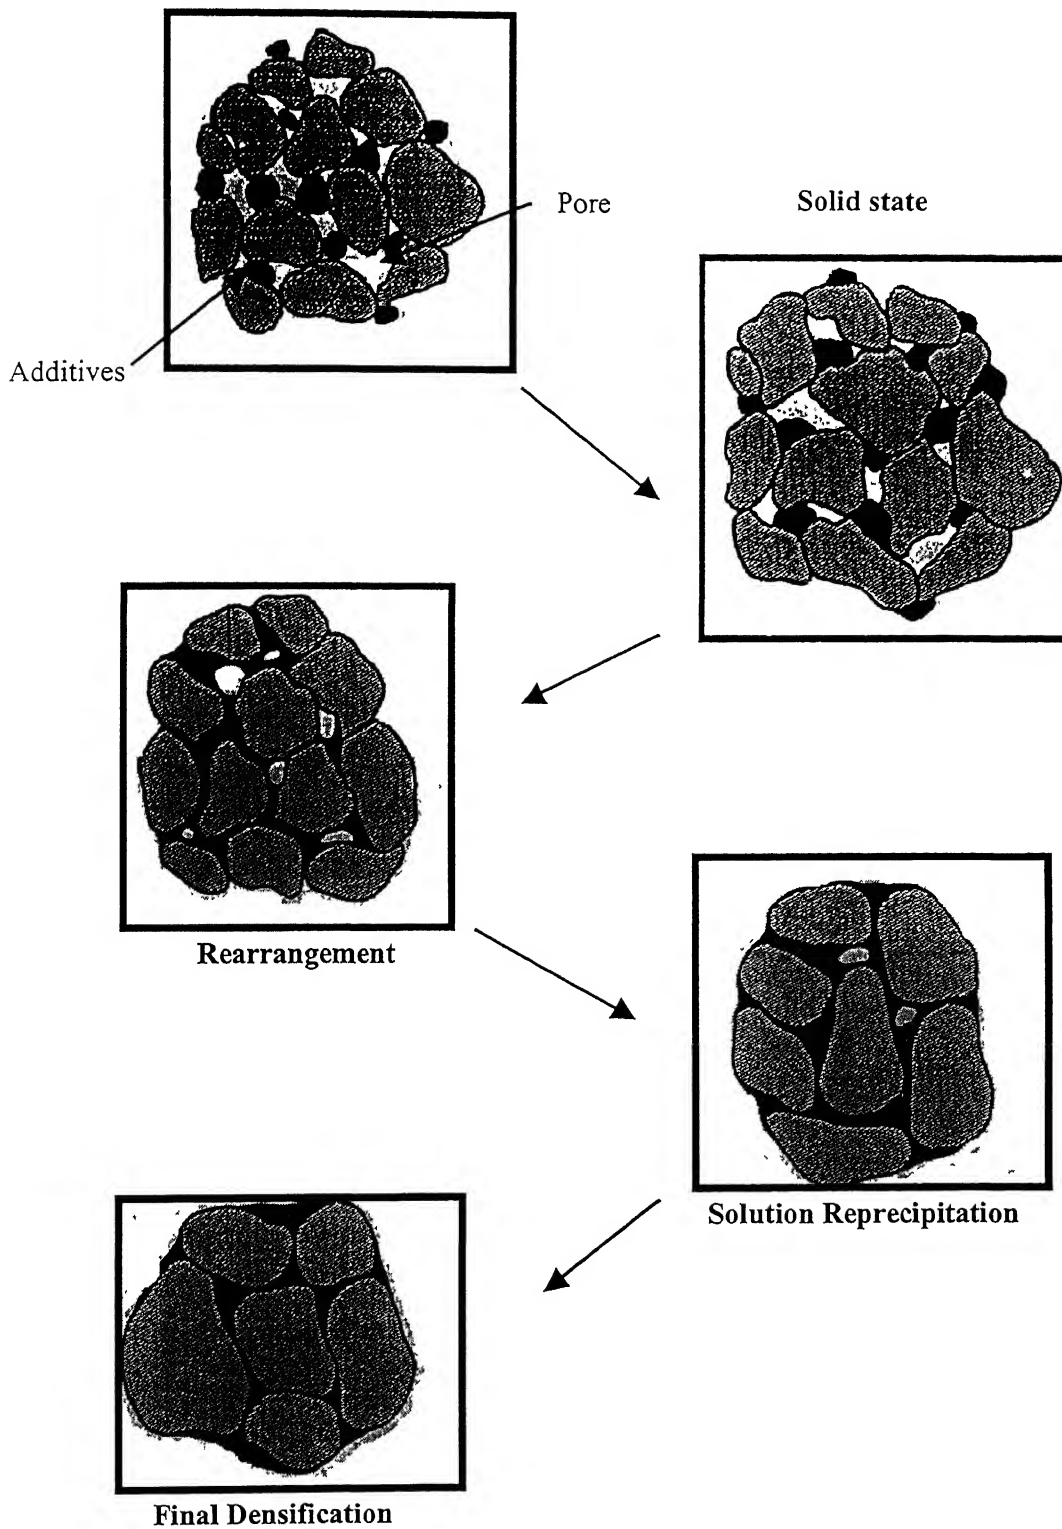 Pore
Solid state
Additives
Rearrangement
Solution Reprecipitation
Final Densification